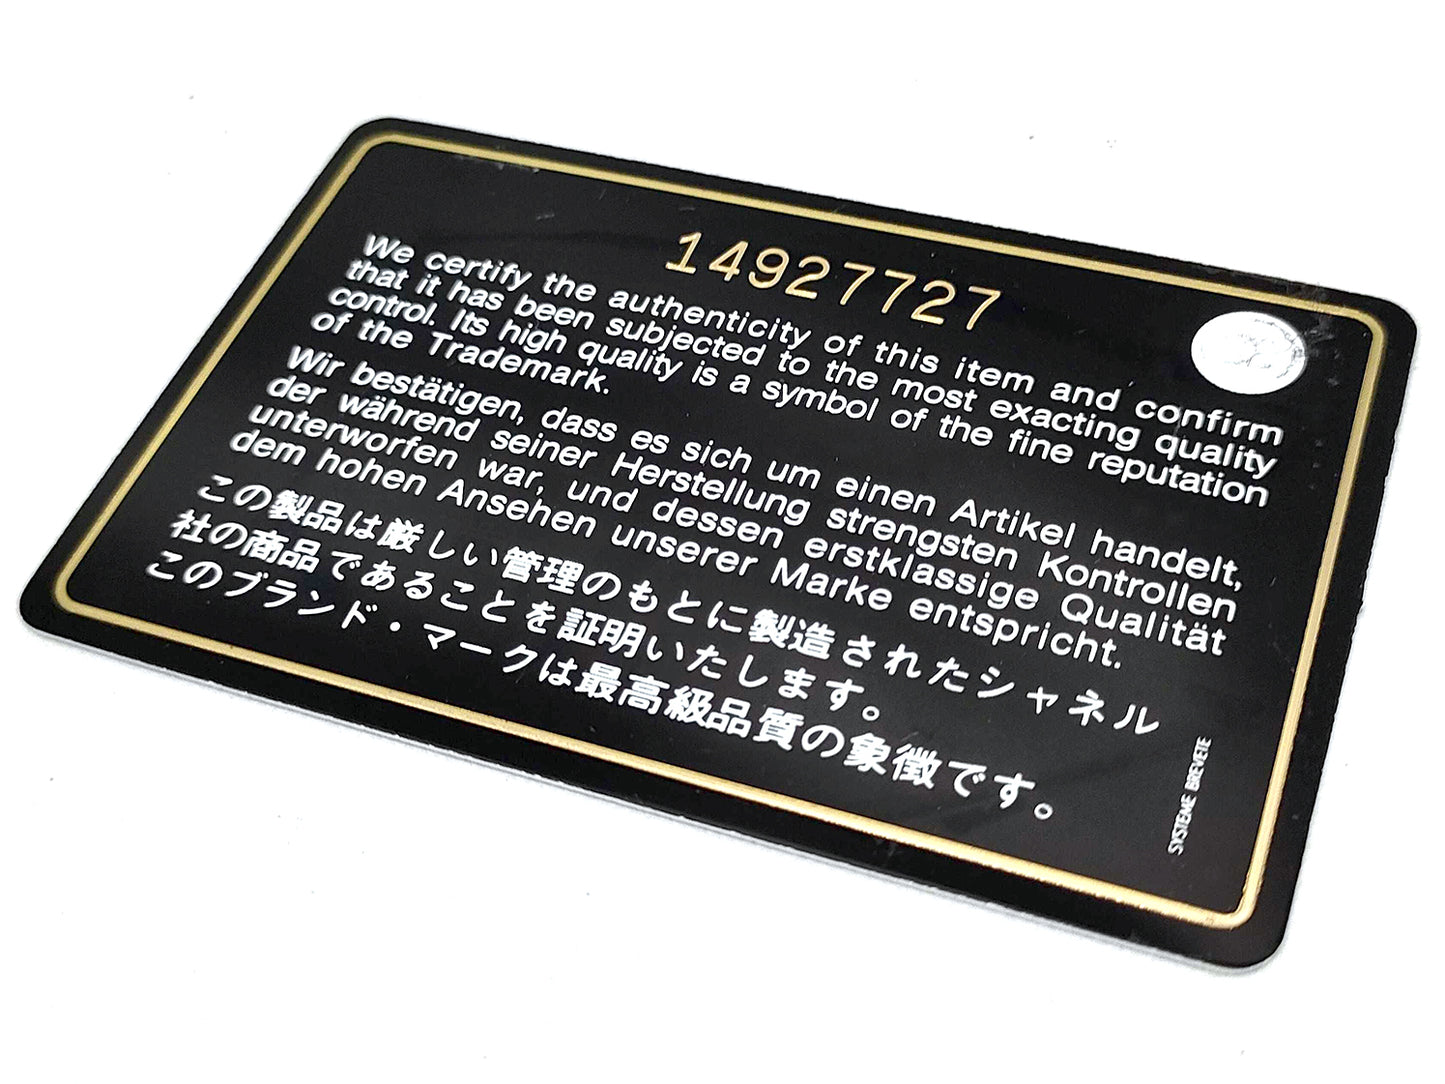 14927727
We certify the authenticity of this item and confirm
that it has been subjected to the most exacting quality
control. Its high quality is a symbol of the fine reputation
of the Trademark.
Wir bestätigen, dass es sich um einen Artikel handelt,
der während seiner Herstellung strengsten Kontrollen
unterworfen war, und dessen erstklassige Qualität
dem hohen Ansehen unserer Marke entspricht.
この製品は厳しい管理のもとに製造されたシャネル
社の商品であることを証明いたします。
このブランド・マークは最高級品質の象徴です。
SYSTEME BREVETE